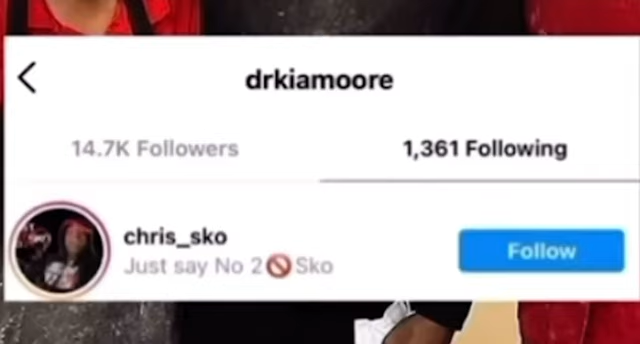 drkiamoore
14.7K Followers 1,361 Following
chris_sko
Just say No 2🚫Sko
Follow